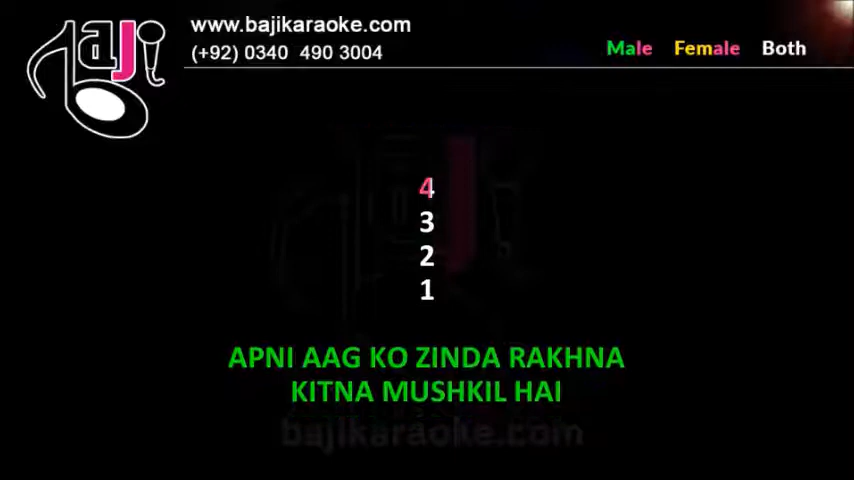 www.bajikaraoke.com
(+92) 0340 490 3004
Male Female Both
baji
4
3
2
1
APNI AAG KO ZINDA RAKHNA
KITNA MUSHKIL HAI
bajikaraoke.com